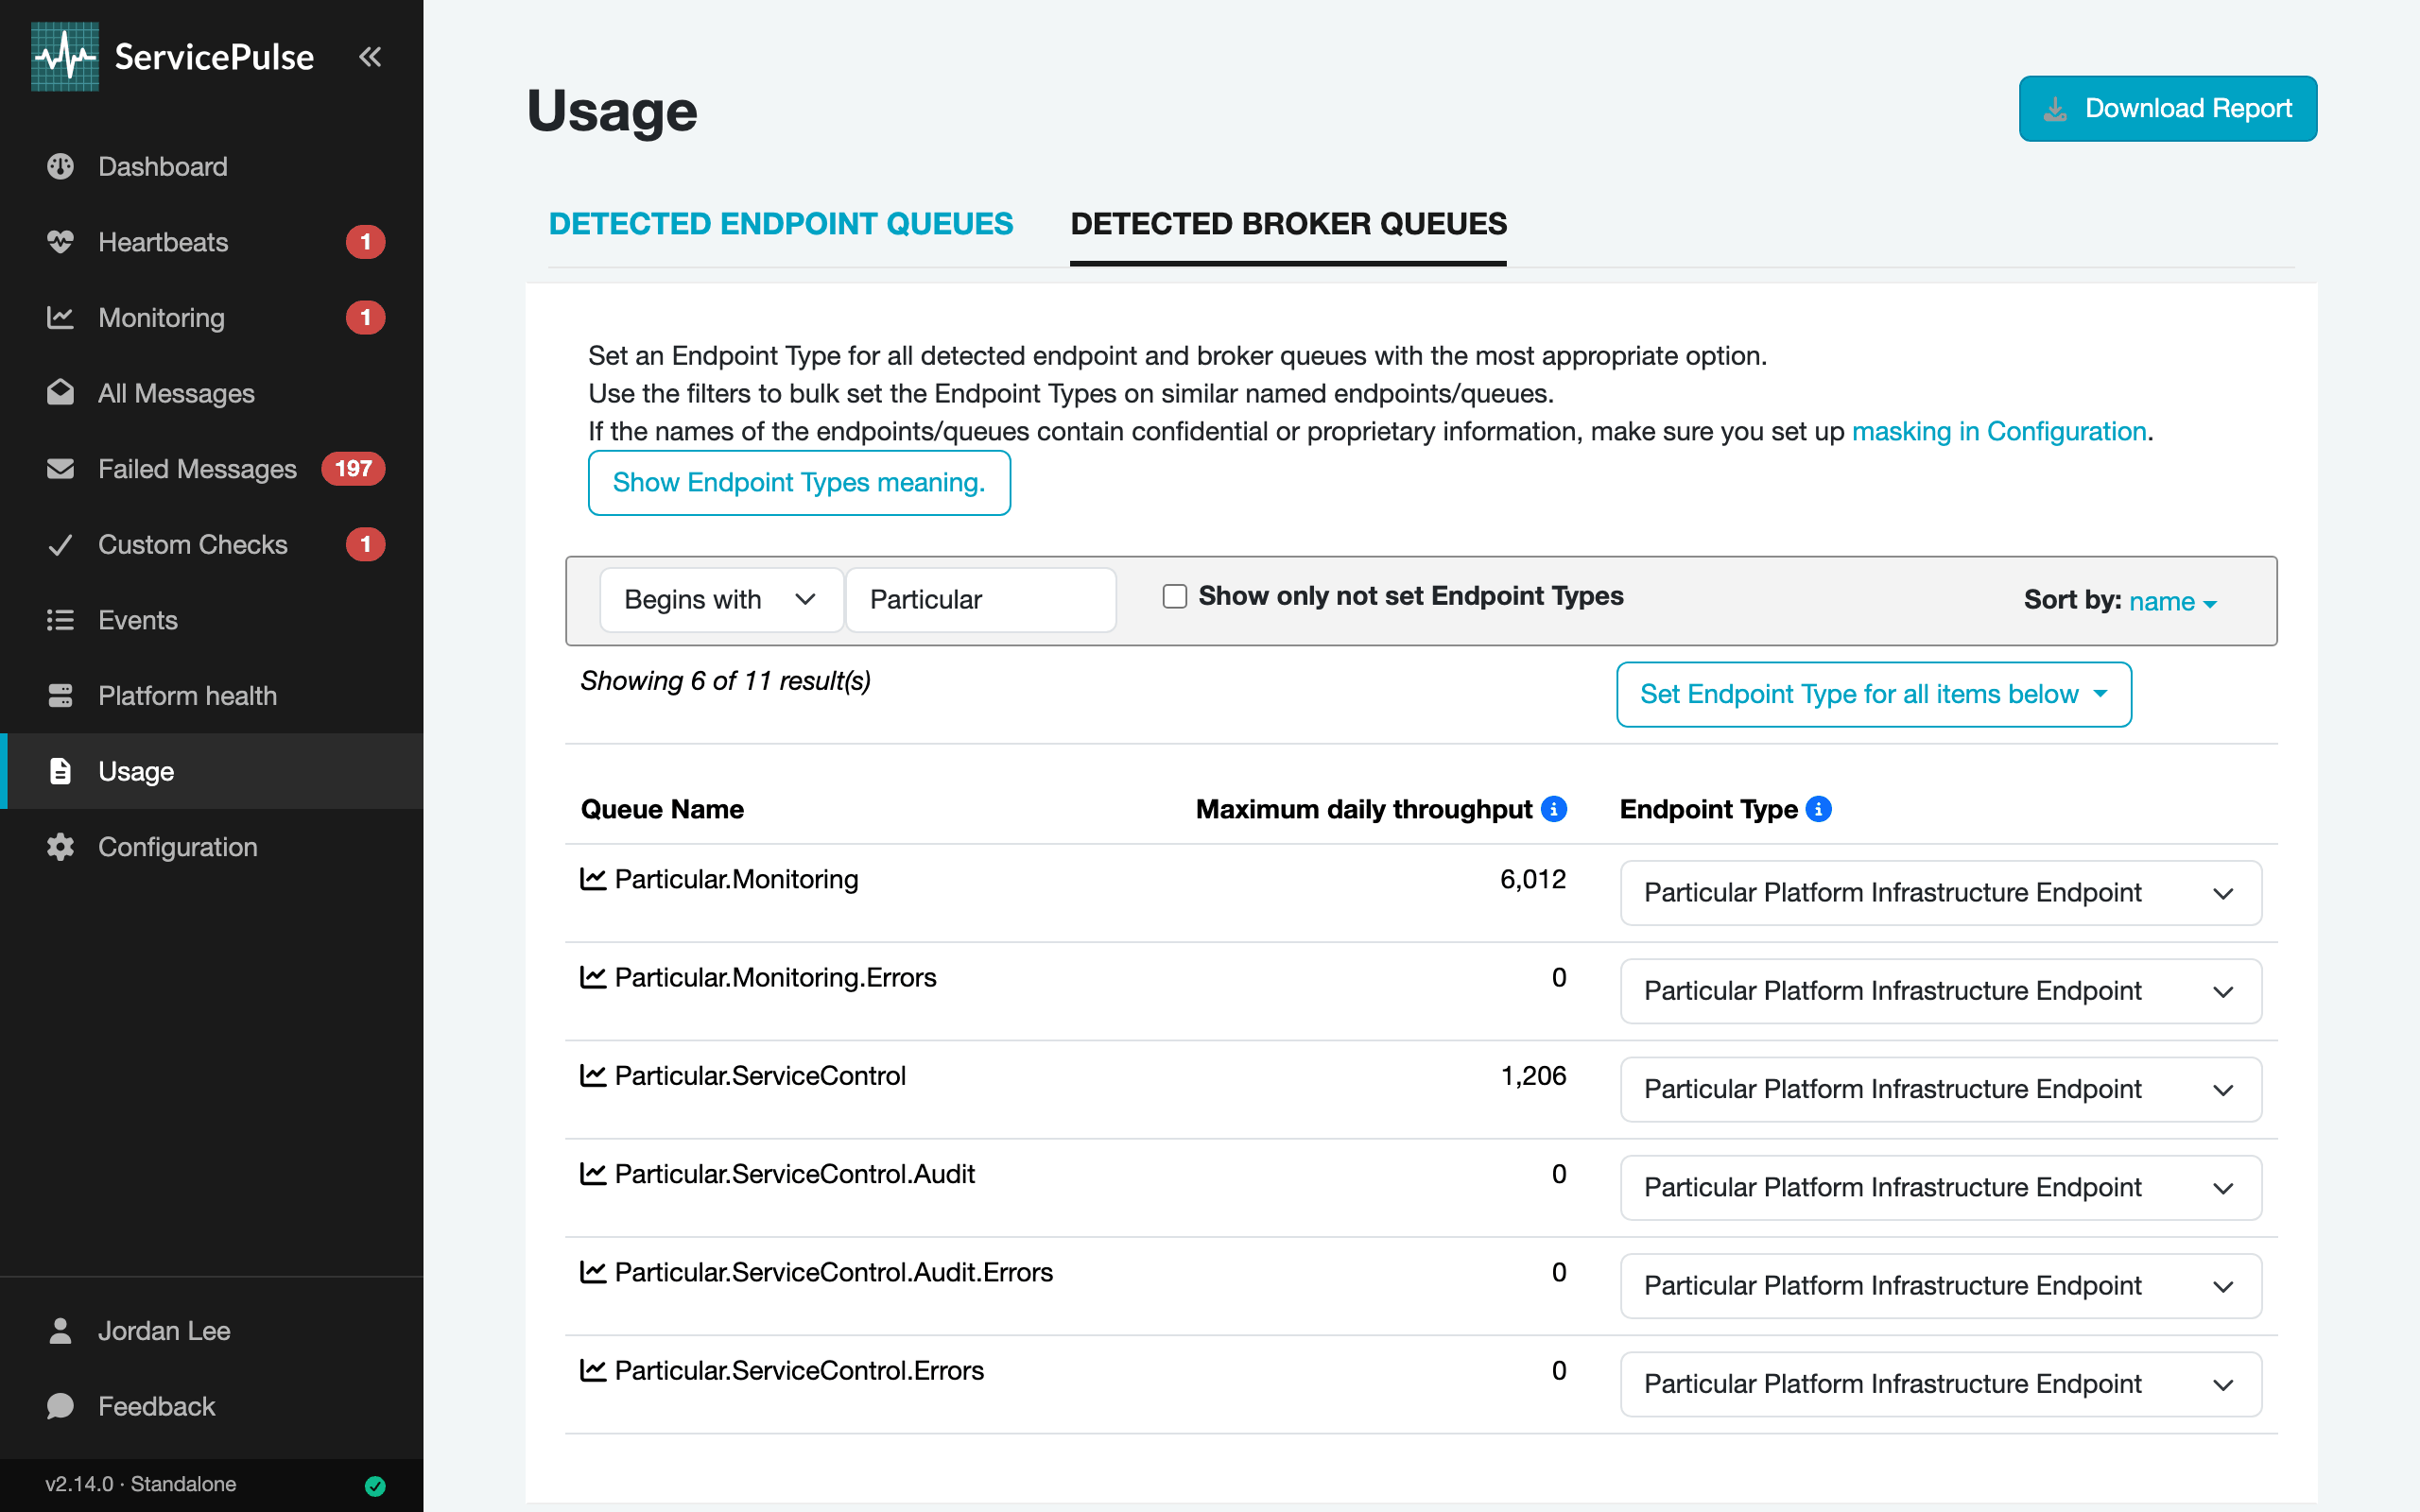 ServicePulse
Dashboard
Heartbeats 1
Monitoring 1
All Messages
Failed Messages 197
Custom Checks 1
Events
Platform health
Usage
Configuration
Jordan Lee
Feedback
v2.14.0 · Standalone
Usage
Download Report
DETECTED ENDPOINT QUEUES DETECTED BROKER QUEUES
Set an Endpoint Type for all detected endpoint and broker queues with the most appropriate option.
Use the filters to bulk set the Endpoint Types on similar named endpoints/queues.
If the names of the endpoints/queues contain confidential or proprietary information, make sure you set up masking in Configuration.
Show Endpoint Types meaning.
Begins with Particular Show only not set Endpoint Types Sort by: name
Showing 6 of 11 result(s) Set Endpoint Type for all items below
Queue Name Maximum daily throughput Endpoint Type
Particular.Monitoring 6,012 Particular Platform Infrastructure Endpoint
Particular.Monitoring.Errors 0 Particular Platform Infrastructure Endpoint
Particular.ServiceControl 1,206 Particular Platform Infrastructure Endpoint
Particular.ServiceControl.Audit 0 Particular Platform Infrastructure Endpoint
Particular.ServiceControl.Audit.Errors 0 Particular Platform Infrastructure Endpoint
Particular.ServiceControl.Errors 0 Particular Platform Infrastructure Endpoint